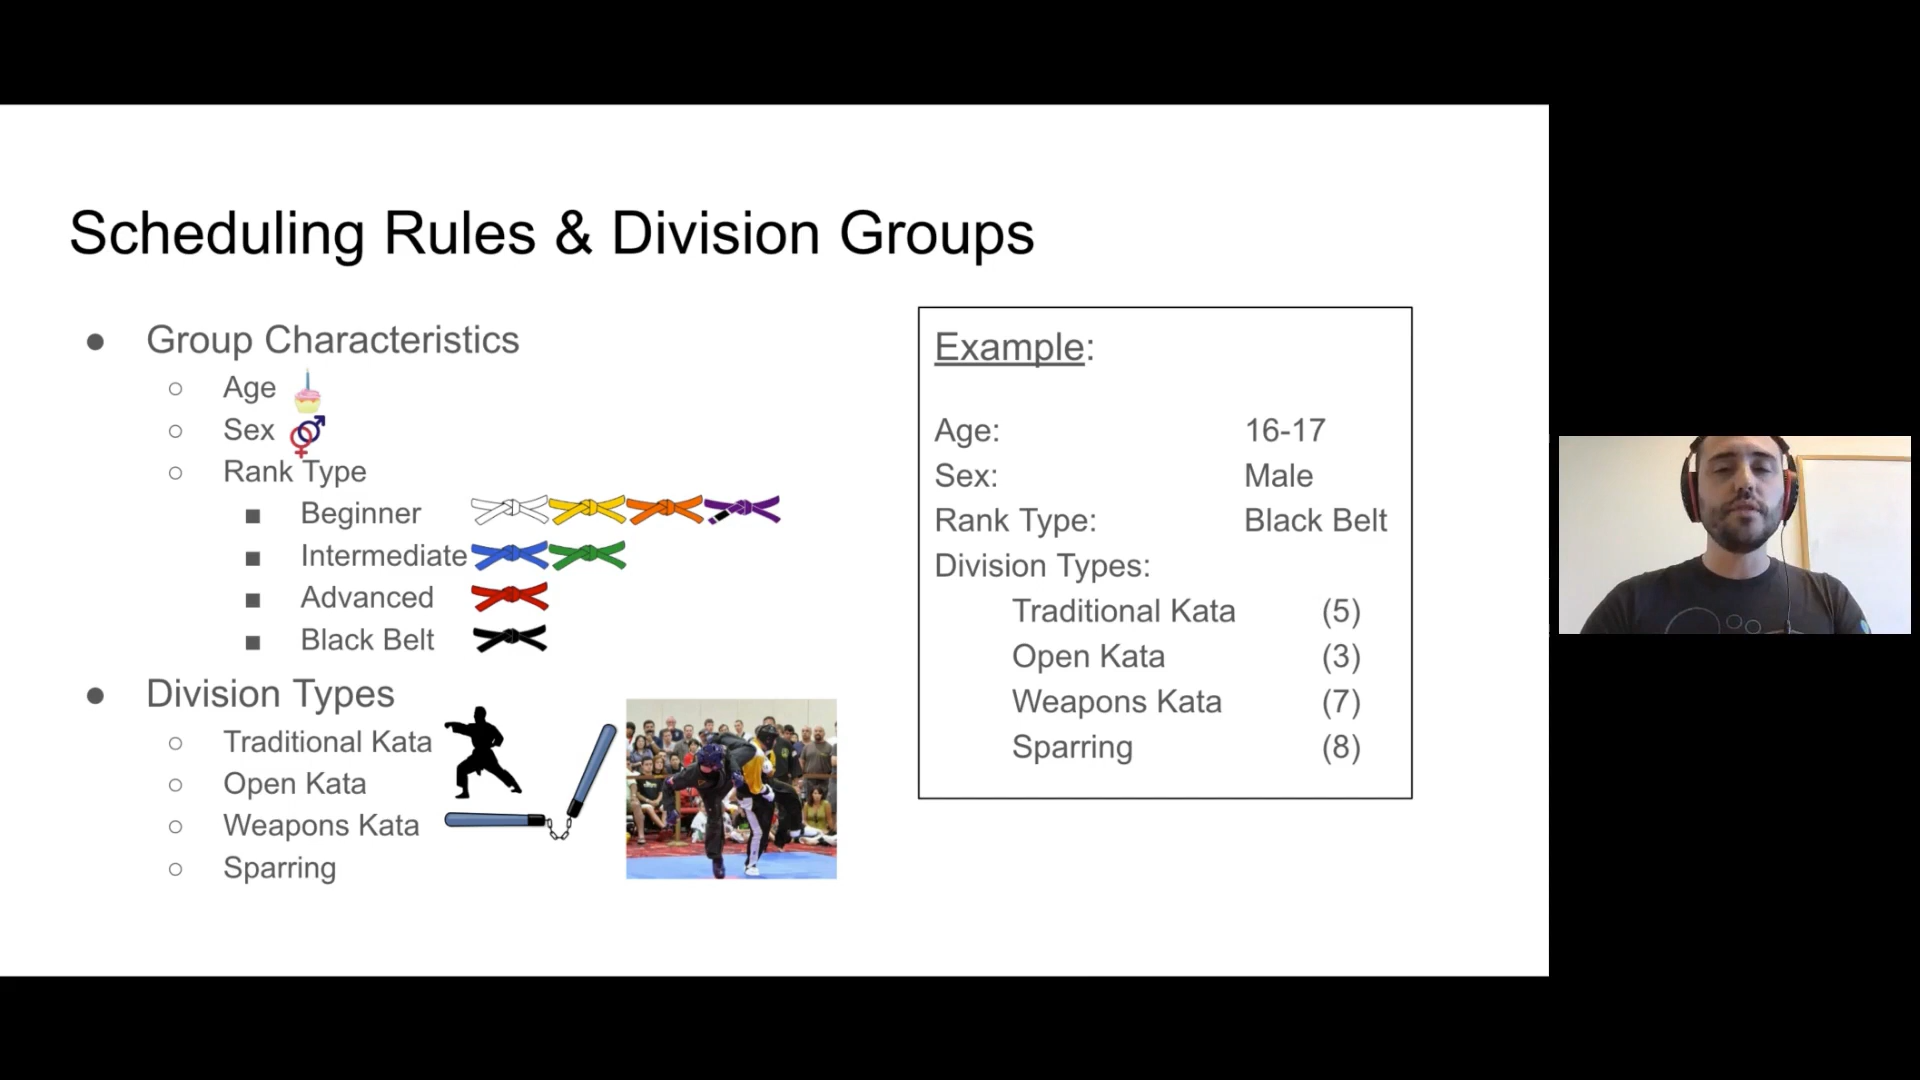 Scheduling Rules & Division Groups
● Group Characteristics
○ Age
○ Sex
○ Rank Type
■ Beginner
■ Intermediate
■ Advanced
■ Black Belt
● Division Types
○ Traditional Kata
○ Open Kata
○ Weapons Kata
○ Sparring
Example:
Age: 16-17
Sex: Male
Rank Type: Black Belt
Division Types:
Traditional Kata (5)
Open Kata (3)
Weapons Kata (7)
Sparring (8)